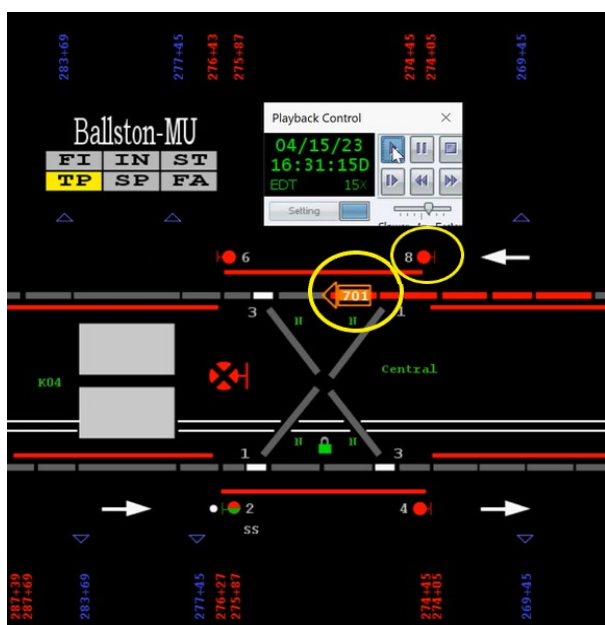 283+69
277+45
276+43
275+87
274+45
274+05
269+45
Ballston-MU
FI IN ST
TP SP FA
Playback Control
04/15/23
16:31:15D
EDT 15X
Setting
6
8
701
3
1
N N
K04
Central
1
N N
3
2
4
SS
287+39
287+69
283+69
277+45
276+27
275+87
274+45
274+05
269+45